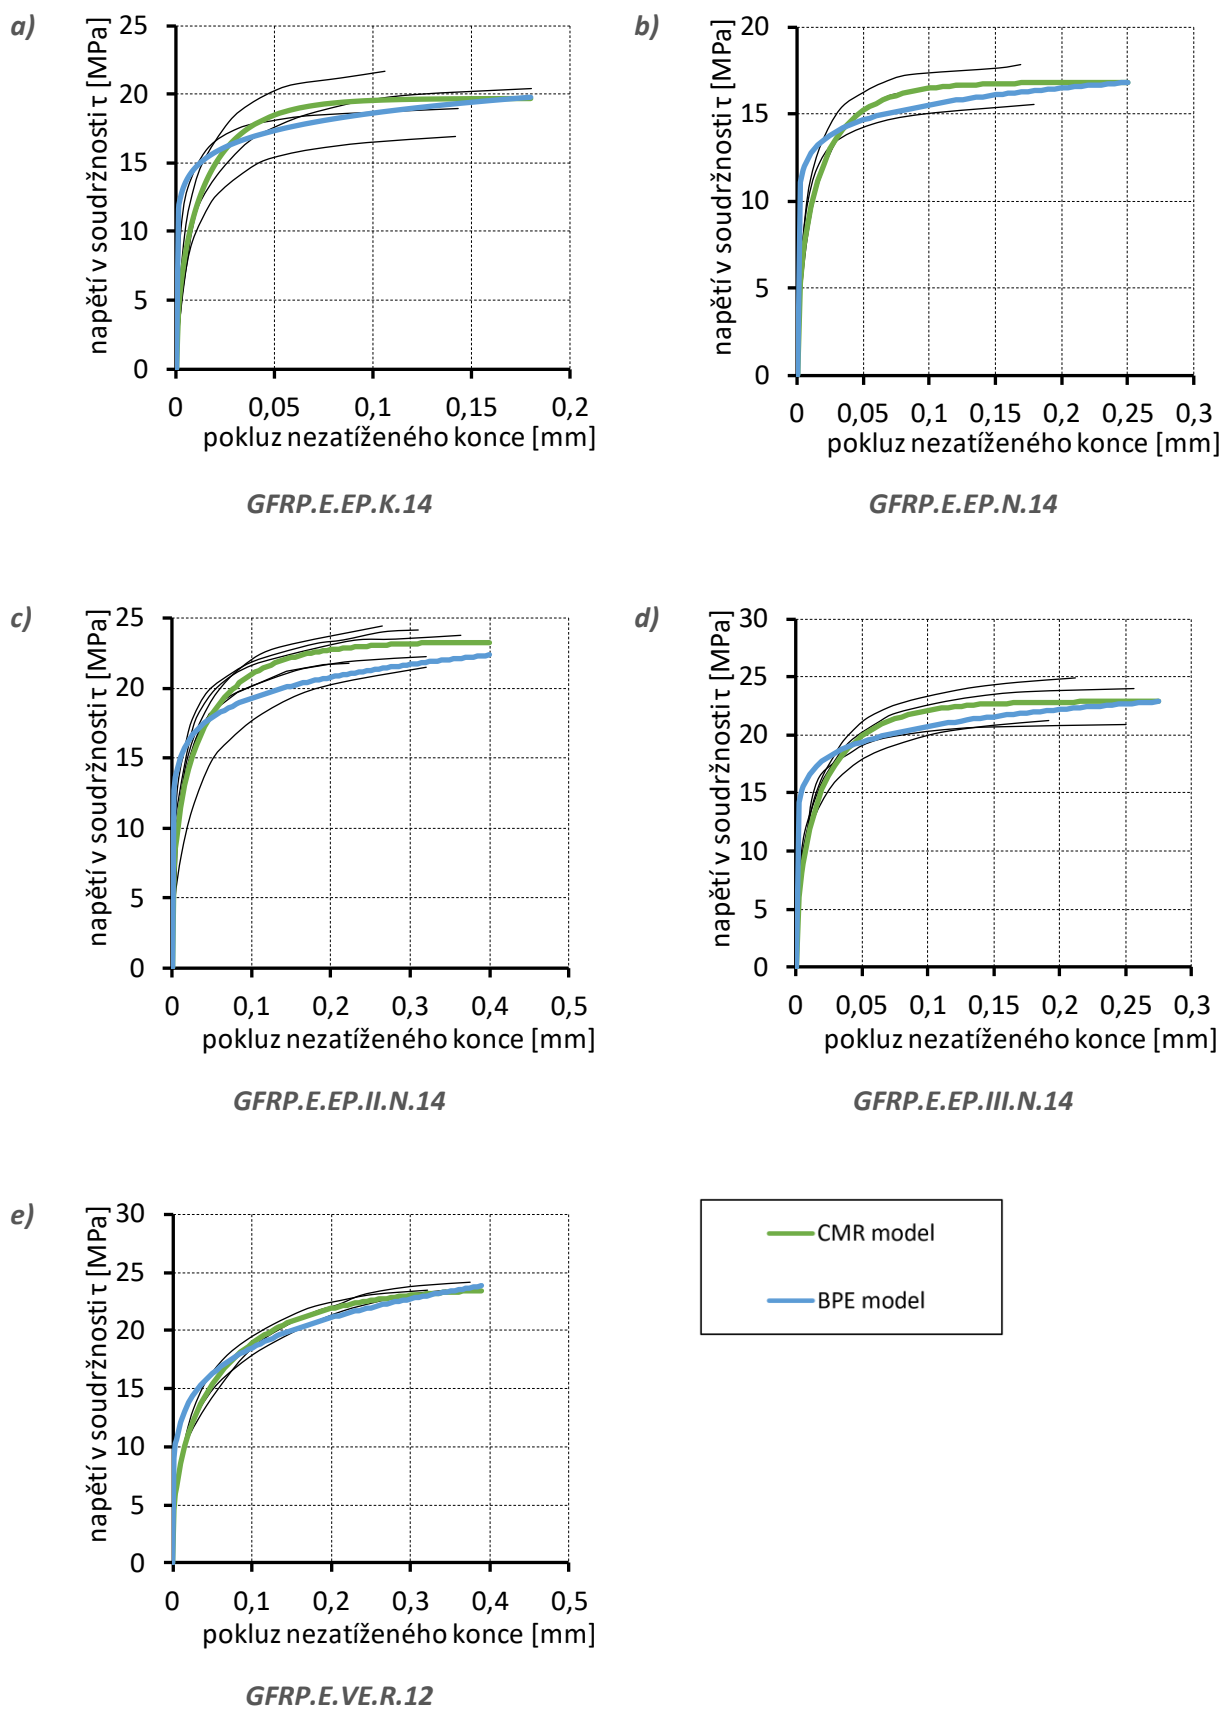 a)
napětí v soudržnosti τ [MPa]
25
20
15
10
5
0
0 0,05 0,1 0,15 0,2
pokluz nezatíženého konce [mm]
GFRP.E.EP.K.14
b)
napětí v soudržnosti τ [MPa]
20
15
10
5
0
0 0,05 0,1 0,15 0,2 0,25 0,3
pokluz nezatíženého konce [mm]
GFRP.E.EP.N.14
c)
napětí v soudržnosti τ [MPa]
25
20
15
10
5
0
0 0,1 0,2 0,3 0,4 0,5
pokluz nezatíženého konce [mm]
GFRP.E.EP.II.N.14
d)
napětí v soudržnosti τ [MPa]
30
25
20
15
10
5
0
0 0,05 0,1 0,15 0,2 0,25 0,3
pokluz nezatíženého konce [mm]
GFRP.E.EP.III.N.14
e)
napětí v soudržnosti τ [MPa]
30
25
20
15
10
5
0
0 0,1 0,2 0,3 0,4 0,5
pokluz nezatíženého konce [mm]
GFRP.E.VE.R.12
CMR model
BPE model